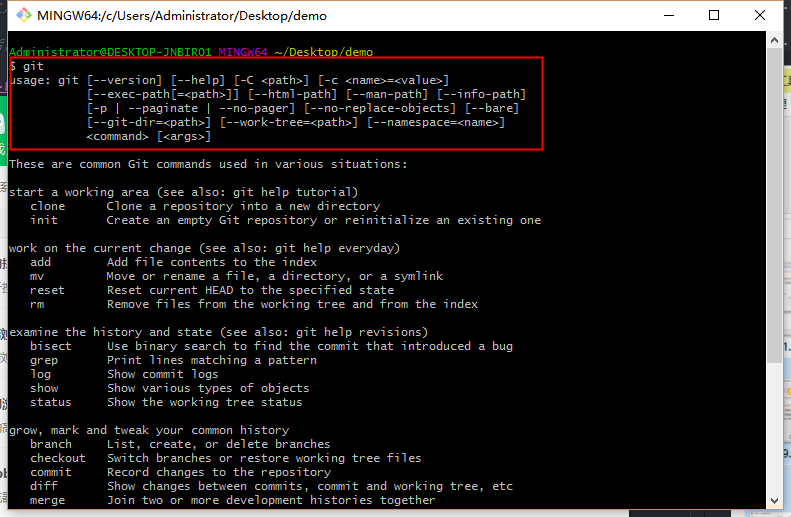 MINGW64:/c/Users/Administrator/Desktop/demo
Administrator@DESKTOP-JNBIRO1 MINGW64 ~/Desktop/demo
$ git
usage: git [--version] [--help] [-C <path>] [-c <name>=<value>]
[--exec-path[=<path>]] [--html-path] [--man-path] [--info-path]
[-p | --paginate | --no-pager] [--no-replace-objects] [--bare]
[--git-dir=<path>] [--work-tree=<path>] [--namespace=<name>]
<command> [<args>]
These are common Git commands used in various situations:
start a working area (see also: git help tutorial)
clone Clone a repository into a new directory
init Create an empty Git repository or reinitialize an existing one
work on the current change (see also: git help everyday)
add Add file contents to the index
mv Move or rename a file, a directory, or a symlink
reset Reset current HEAD to the specified state
rm Remove files from the working tree and from the index
examine the history and state (see also: git help revisions)
bisect Use binary search to find the commit that introduced a bug
grep Print lines matching a pattern
log Show commit logs
show Show various types of objects
status Show the working tree status
grow, mark and tweak your common history
branch List, create, or delete branches
checkout Switch branches or restore working tree files
commit Record changes to the repository
diff Show changes between commits, commit and working tree, etc
merge Join two or more development histories together